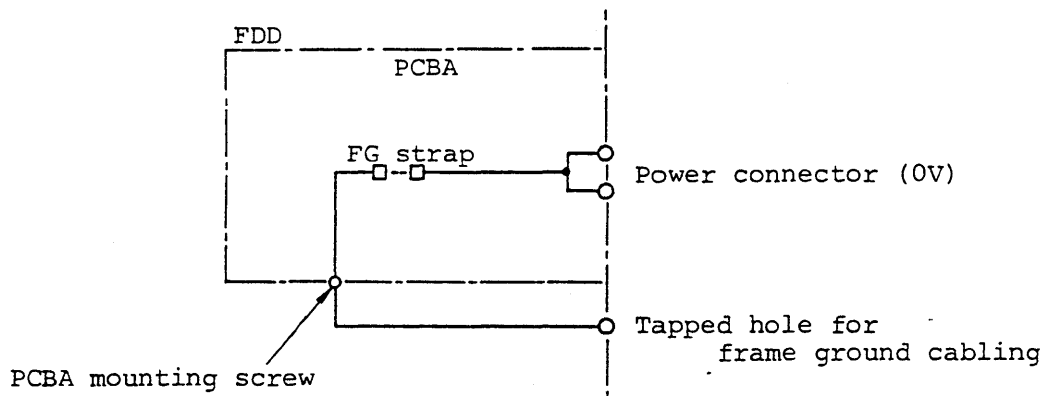 FDD
PCBA
FG strap
Power connector (0V)
Tapped hole for
frame ground cabling
PCBA mounting screw